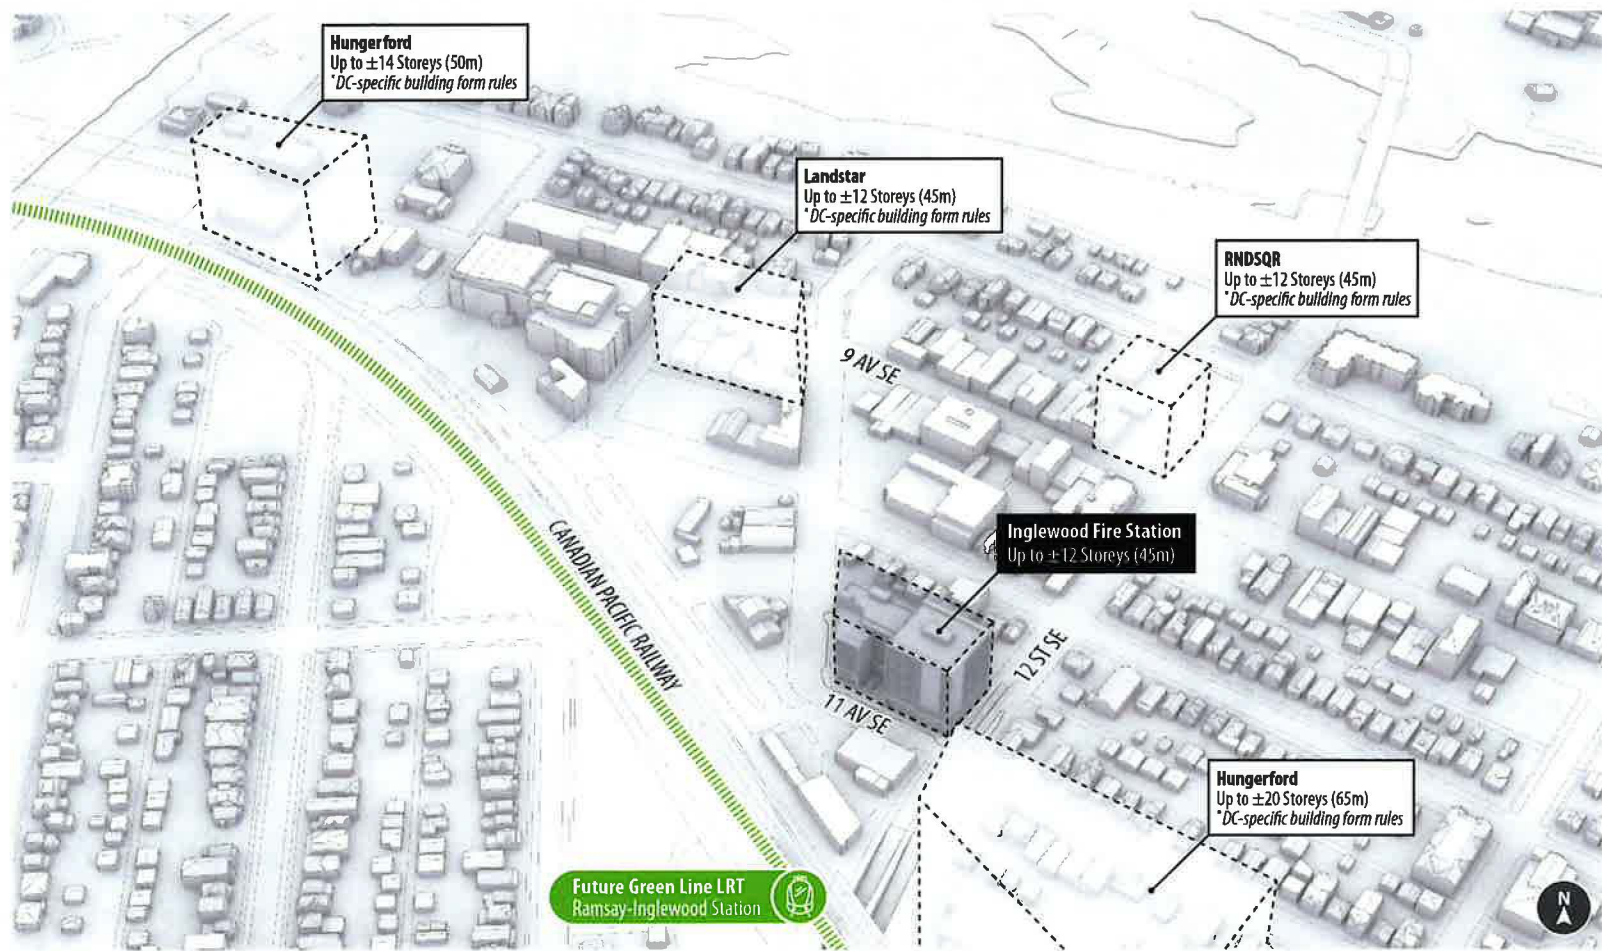 Hungerford
Up to ±14 Storeys (50m)
*DC-specific building form rules
Landstar
Up to ±12 Storeys (45m)
*DC-specific building form rules
RNDSQR
Up to ±12 Storeys (45m)
*DC-specific building form rules
9 AV SE
Inglewood Fire Station
Up to ±12 Storeys (45m)
CANADIAN PACIFIC RAILWAY
12 ST SE
11 AV SE
Hungerford
Up to ±20 Storeys (65m)
*DC-specific building form rules
Future Green Line LRT
Ramsay-Inglewood Station
N